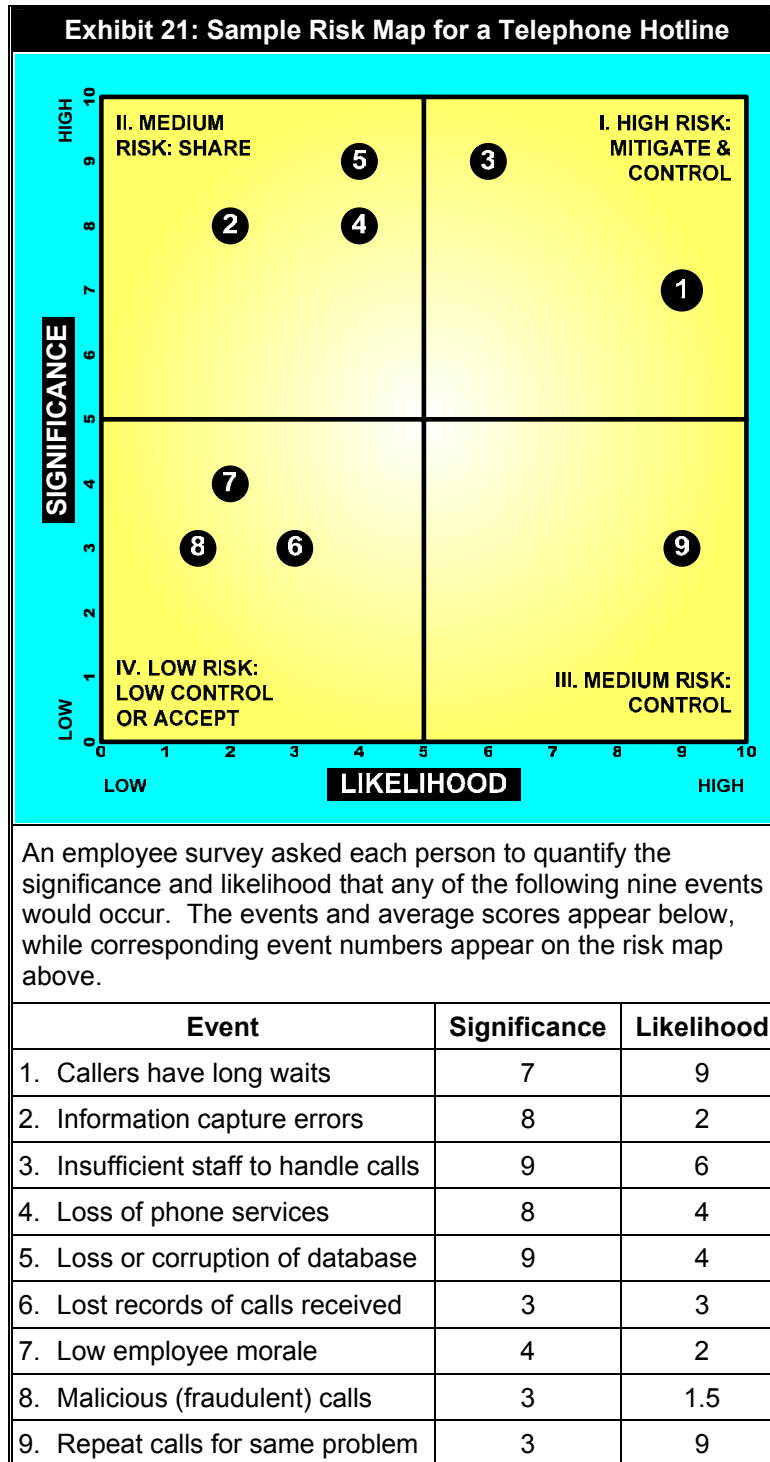 Exhibit 21: Sample Risk Map for a Telephone Hotline
HIGH
10
9
8
7
6
5
4
3
2
1
0
LOW
SIGNIFICANCE
II. MEDIUM
RISK: SHARE
I. HIGH RISK:
MITIGATE &
CONTROL
5
3
2
4
1
7
8
6
9
IV. LOW RISK:
LOW CONTROL
OR ACCEPT
III. MEDIUM RISK:
CONTROL
0 1 2 3 4 5 6 7 8 9 10
LOW LIKELIHOOD HIGH
An employee survey asked each person to quantify the
significance and likelihood that any of the following nine events
would occur. The events and average scores appear below,
while corresponding event numbers appear on the risk map
above.
Event Significance Likelihood
1. Callers have long waits 7 9
2. Information capture errors 8 2
3. Insufficient staff to handle calls 9 6
4. Loss of phone services 8 4
5. Loss or corruption of database 9 4
6. Lost records of calls received 3 3
7. Low employee morale 4 2
8. Malicious (fraudulent) calls 3 1.5
9. Repeat calls for same problem 3 9